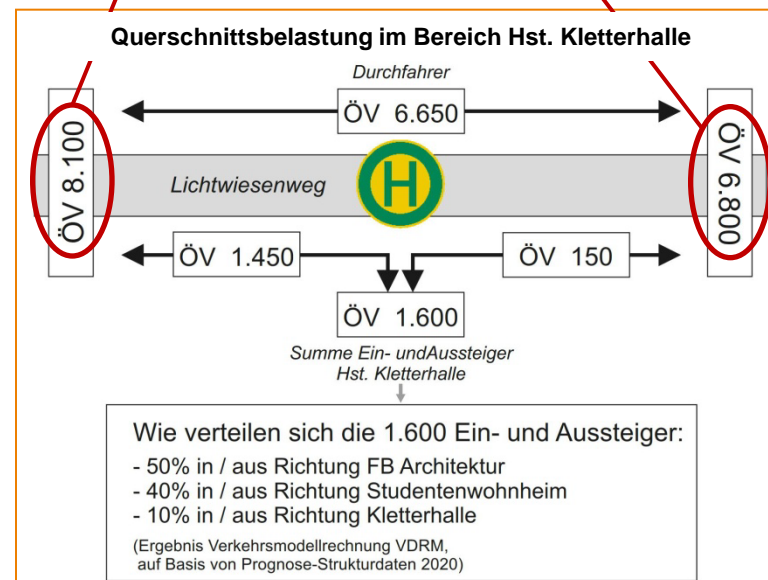 Querschnittsbelastung im Bereich Hst. Kletterhalle
Durchfahrer
ÖV 6.650
ÖV 8.100
Lichtwiesenweg
H
ÖV 6.800
ÖV 1.450
ÖV 150
ÖV 1.600
Summe Ein- undAussteiger
Hst. Kletterhalle
Wie verteilen sich die 1.600 Ein- und Aussteiger:
- 50% in / aus Richtung FB Architektur
- 40% in / aus Richtung Studentenwohnheim
- 10% in / aus Richtung Kletterhalle
(Ergebnis Verkehrsmodellrechnung VDRM,
auf Basis von Prognose-Strukturdaten 2020)